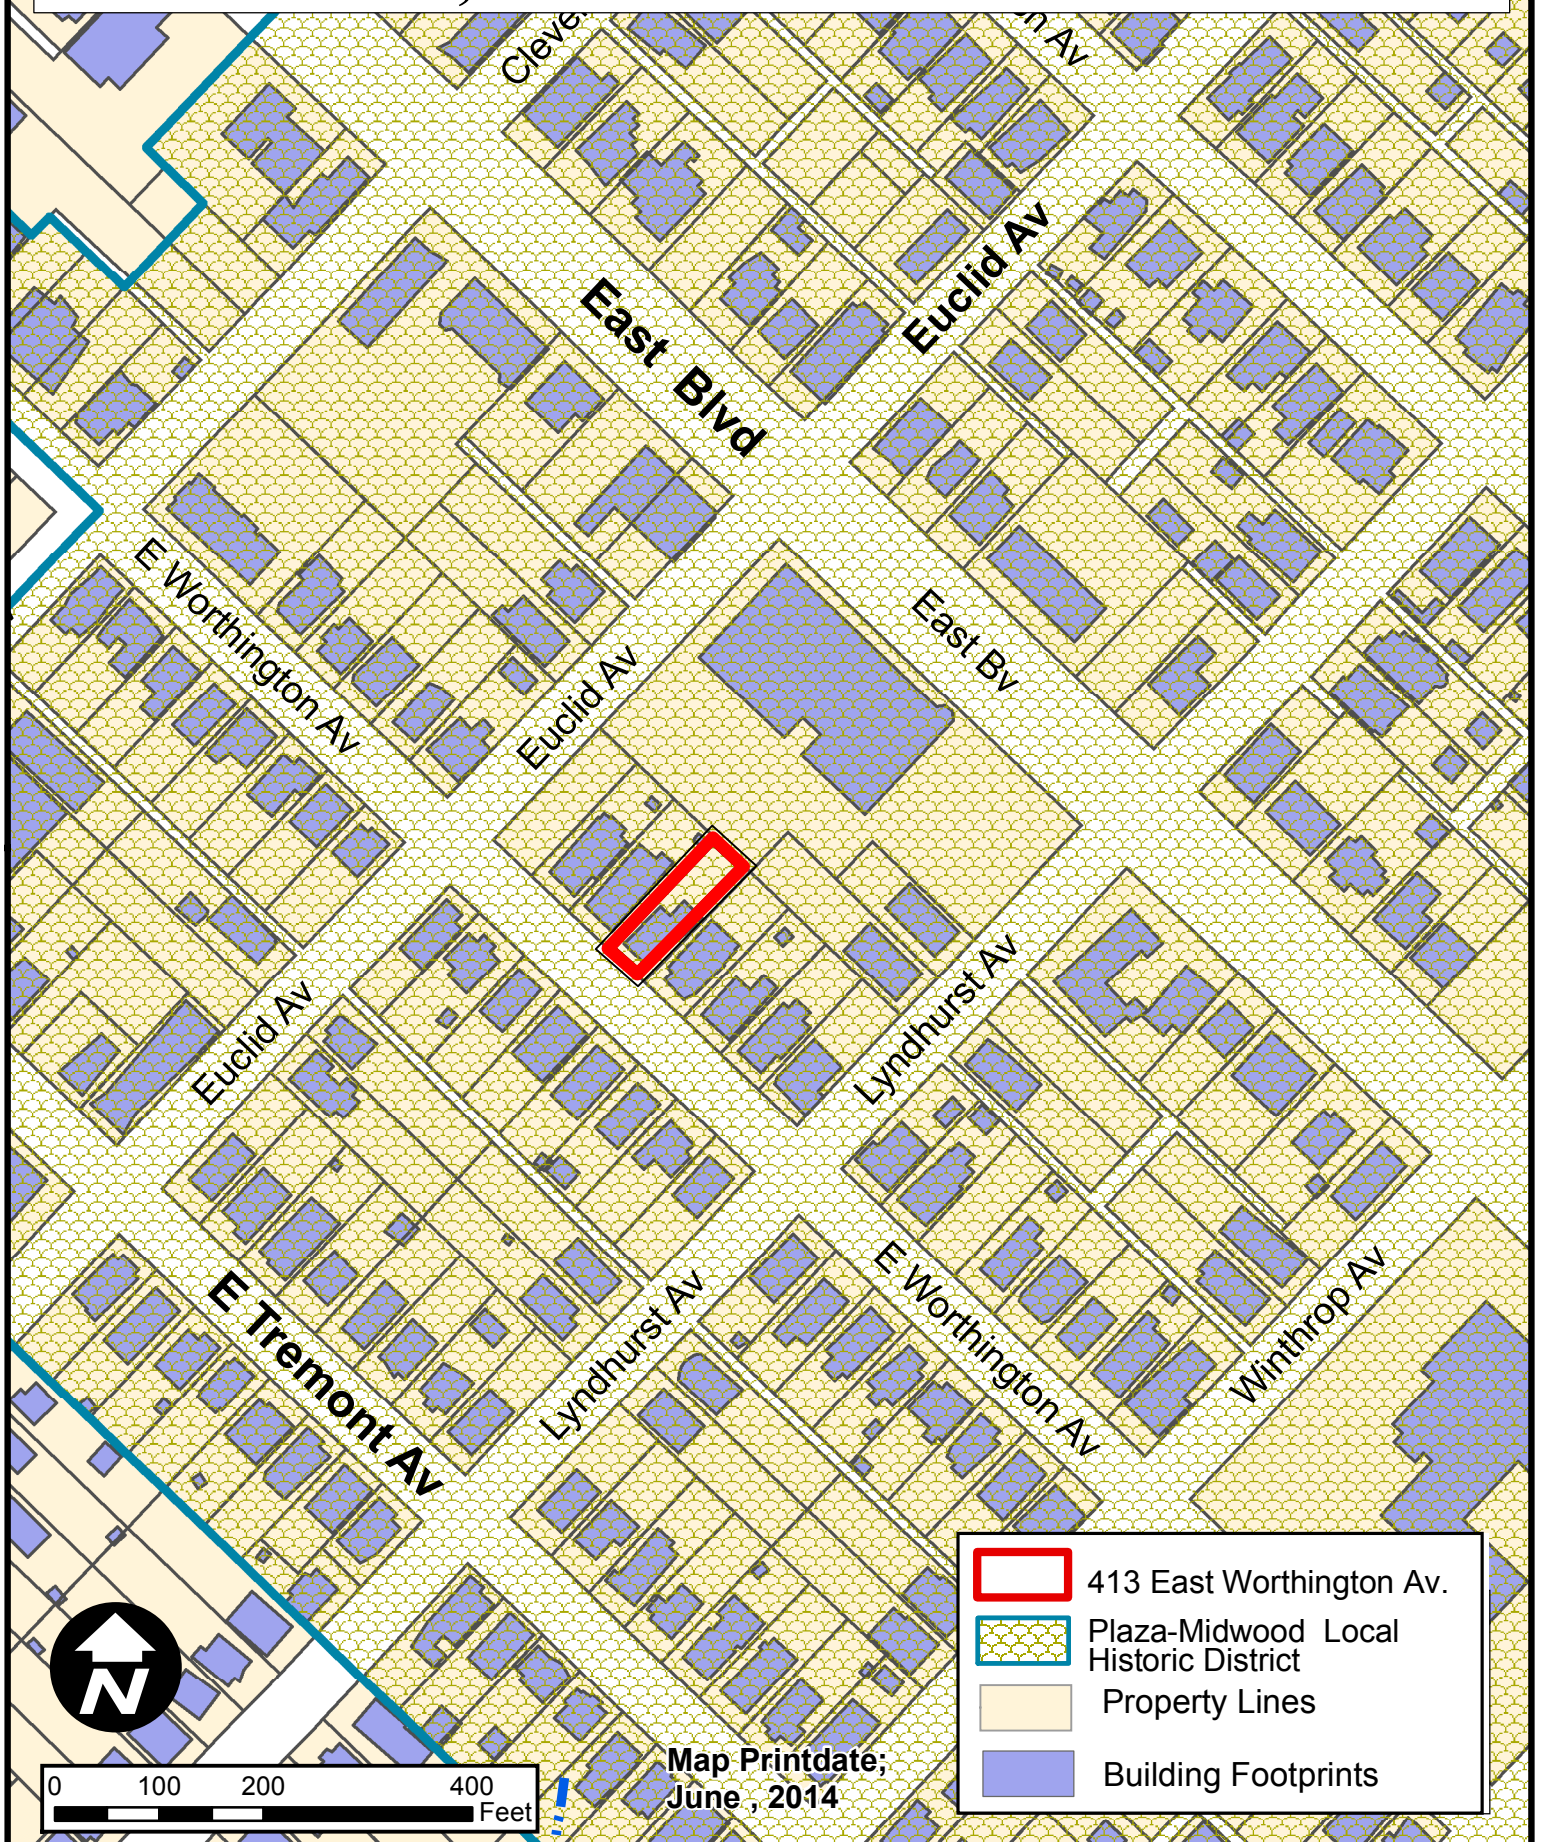 East Blvd
Euclid Av
E Worthington Av
Euclid Av
East Bv
Euclid Av
Lyndhurst Av
E Tremont Av
Lyndhurst Av
E Worthington Av
Winthrop Av
413 East Worthington Av.
Plaza-Midwood Local
Historic District
Property Lines
Building Footprints
N
0 100 200 400
Feet
Map Printdate;
June , 2014